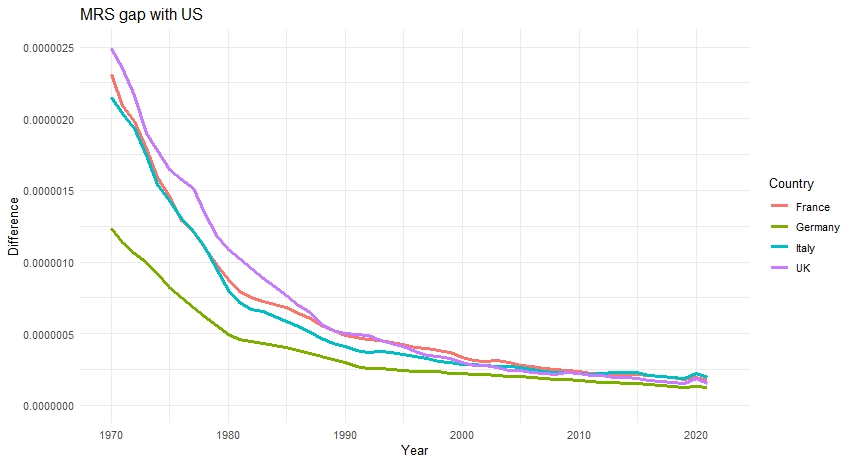 MRS gap with US
0.0000025
0.0000020
0.0000015
0.0000010
0.0000005
0.0000000
Difference
1970 1980 1990 2000 2010 2020
Year
Country
France
Germany
Italy
UK